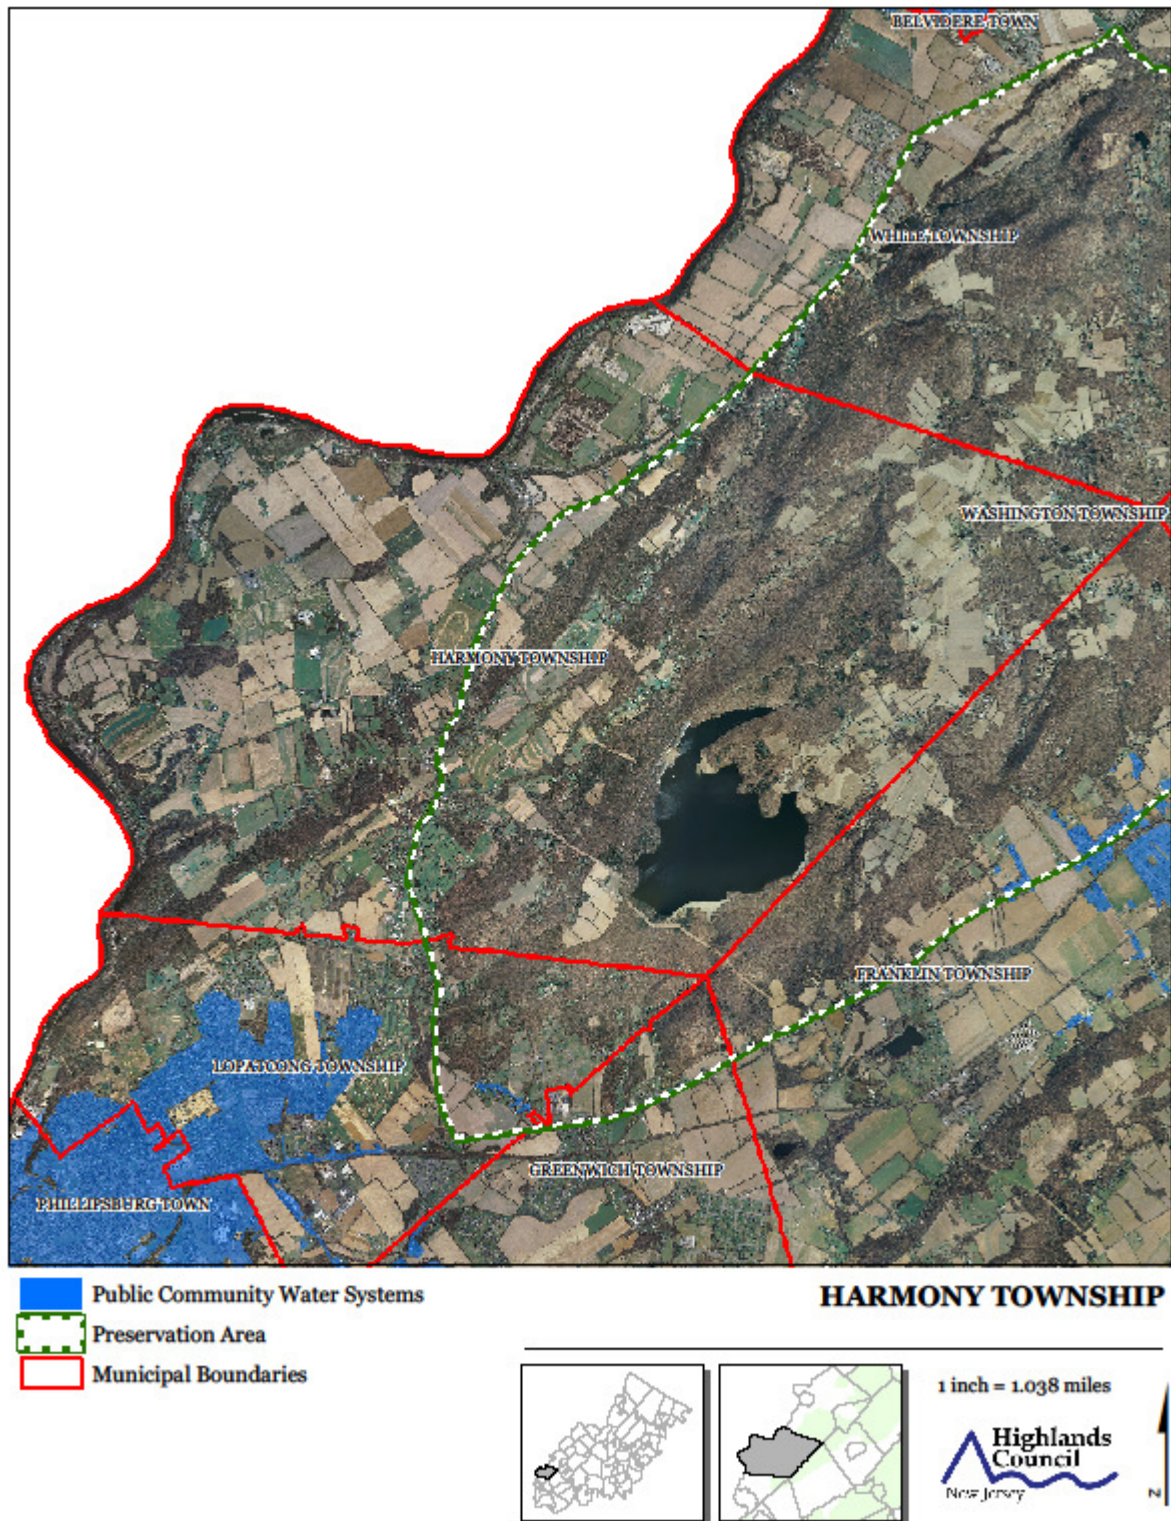 BELVIDERE TOWN
WHITE TOWNSHIP
WASHINGTON TOWNSHIP
HARMONY TOWNSHIP
FRANKLIN TOWNSHIP
LOPATCONG TOWNSHIP
GREENWICH TOWNSHIP
PHILLIPSBURG TOWN
Public Community Water Systems
HARMONY TOWNSHIP
Preservation Area
Municipal Boundaries
1 inch = 1.038 miles
Highlands
Council
New Jersey
N